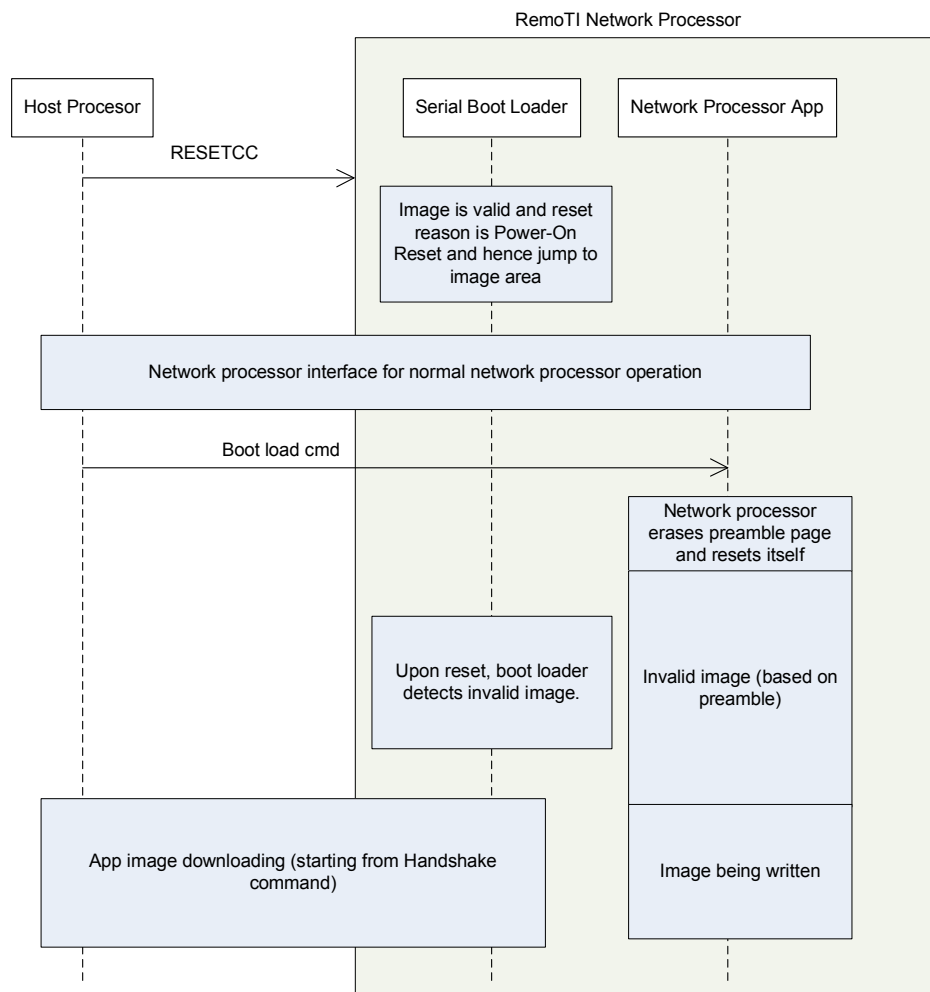 RemoTI Network Processor
Host Procesor
Serial Boot Loader
Network Processor App
RESETCC
Image is valid and reset
reason is Power-On
Reset and hence jump to
image area
Network processor interface for normal network processor operation
Boot load cmd
Network processor
erases preamble page
and resets itself
Upon reset, boot loader
detects invalid image.
Invalid image (based on
preamble)
App image downloading (starting from Handshake
command)
Image being written